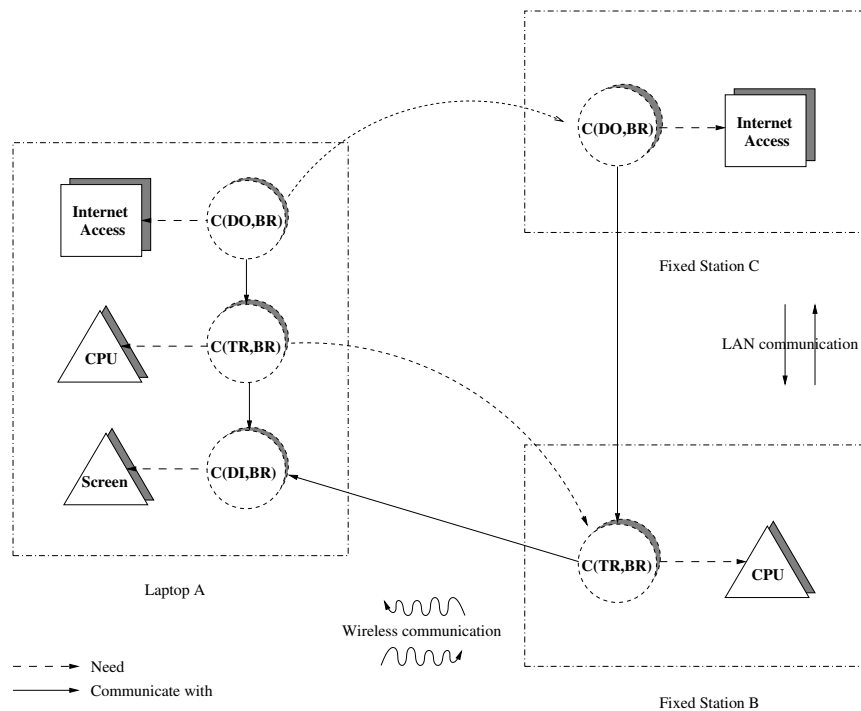 C(DO,BR)
Internet
Access
Fixed Station C
Internet
Access
C(DO,BR)
CPU
C(TR,BR)
Screen
C(DI,BR)
Laptop A
LAN communication
C(TR,BR)
CPU
Fixed Station B
Wireless communication
Need
Communicate with